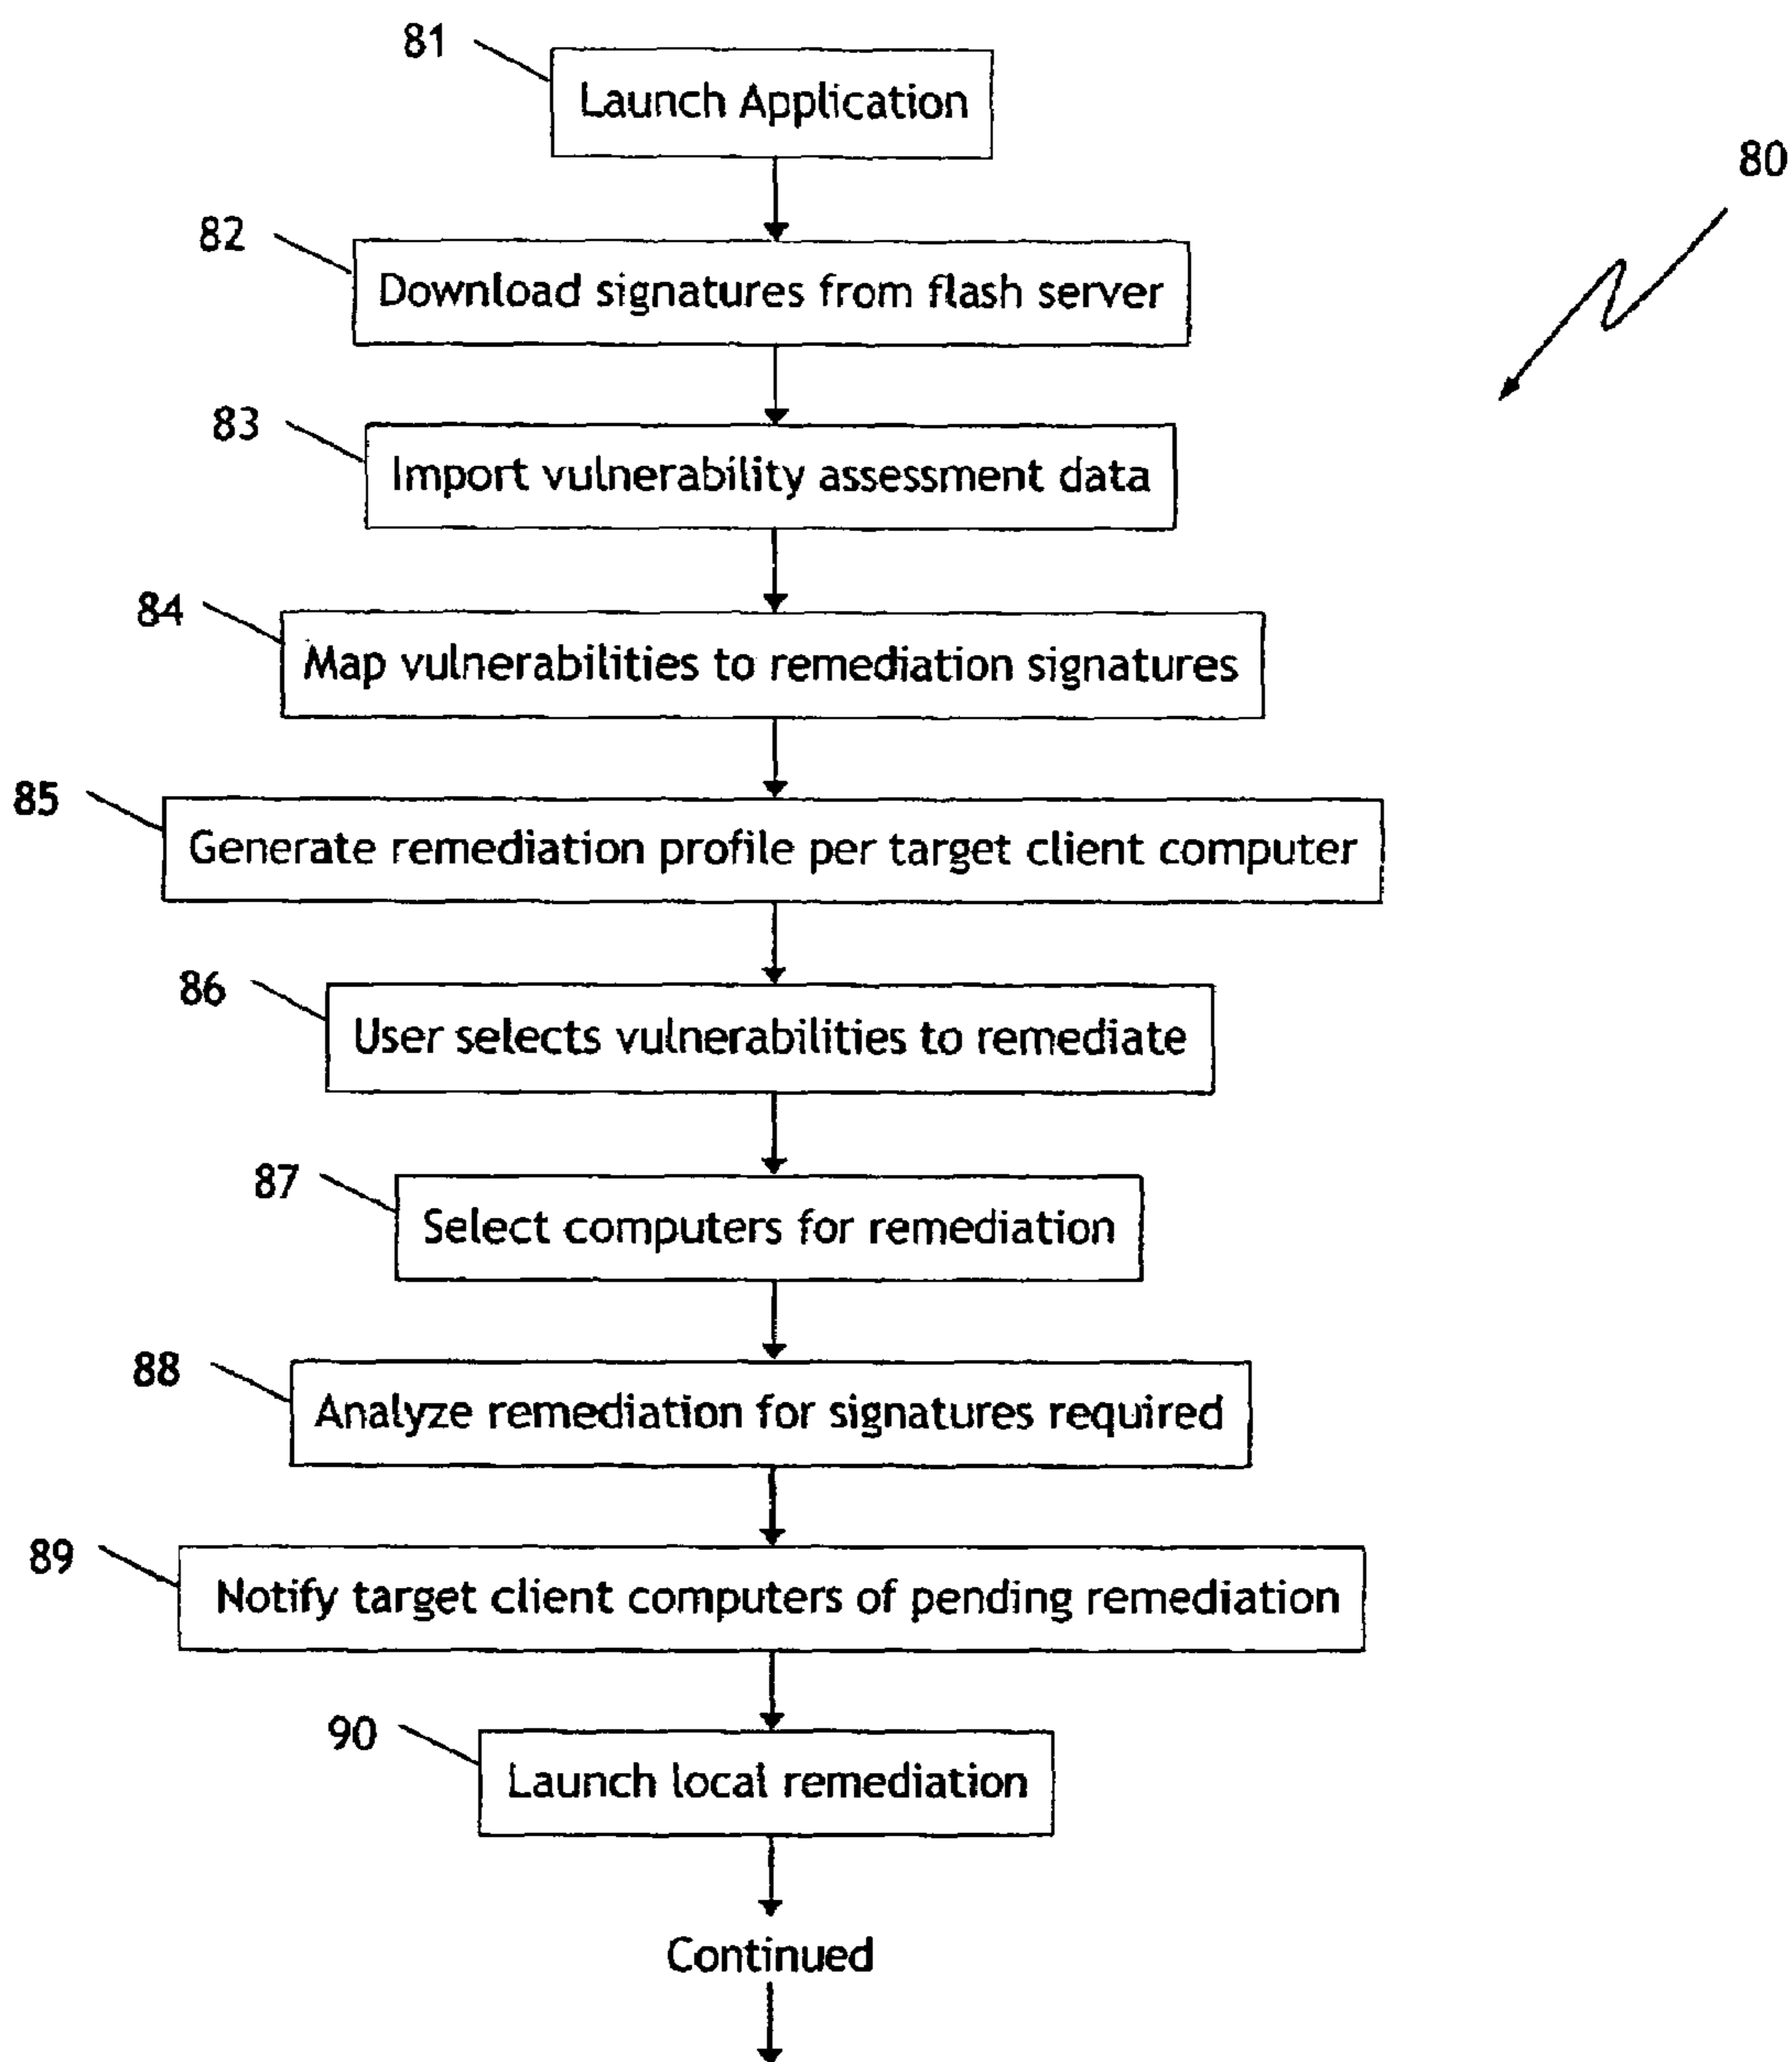 81
Launch Application
80
82
Download signatures from flash server
83
Import vulnerability assessment data
84
Map vulnerabilities to remediation signatures
85
Generate remediation profile per target client computer
86
User selects vulnerabilities to remediate
87
Select computers for remediation
88
Analyze remediation for signatures required
89
Notify target client computers of pending remediation
90
Launch local remediation
Continued